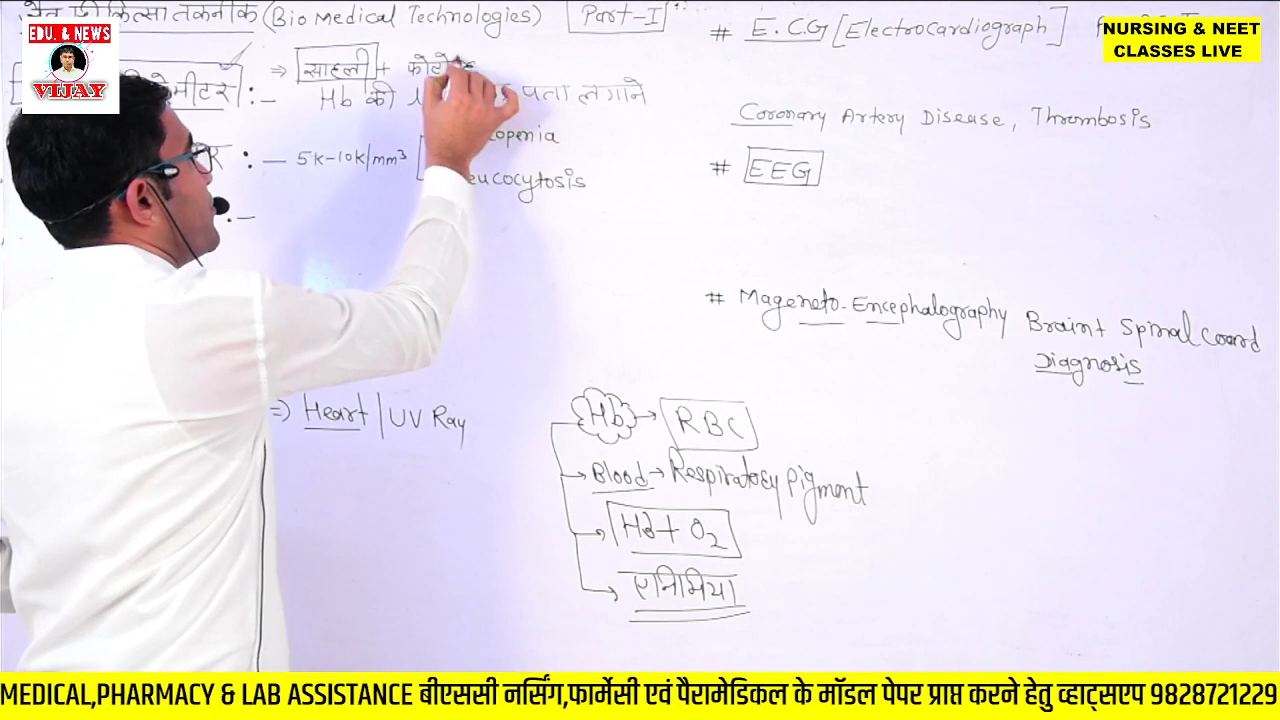 चिकित्सा तकनीक (Bio Medical Technologies) Part-I
EDU. & NEWS
VIJAY
मीटर :- ⇒ साहली + फोटो
Hb की पता लगाने
:- 5K-10K/mm³
openia
eucocytosis
:-
⇒ Heart / UV Ray
# E.C.G [Electrocardiograph]
NURSING & NEET
CLASSES LIVE
Coronary Artery Disease, Thrombosis
# EEG
# Mageneto-Encephalography Brain + Spinal Coard
Diagnosis
Hb → RBC
Blood → Respiratory Pigment
HB + O₂
एनिमिया
MEDICAL,PHARMACY & LAB ASSISTANCE बीएससी नर्सिंग,फार्मेसी एवं पैरामेडिकल के मॉडल पेपर प्राप्त करने हेतु व्हाट्सएप 9828721229